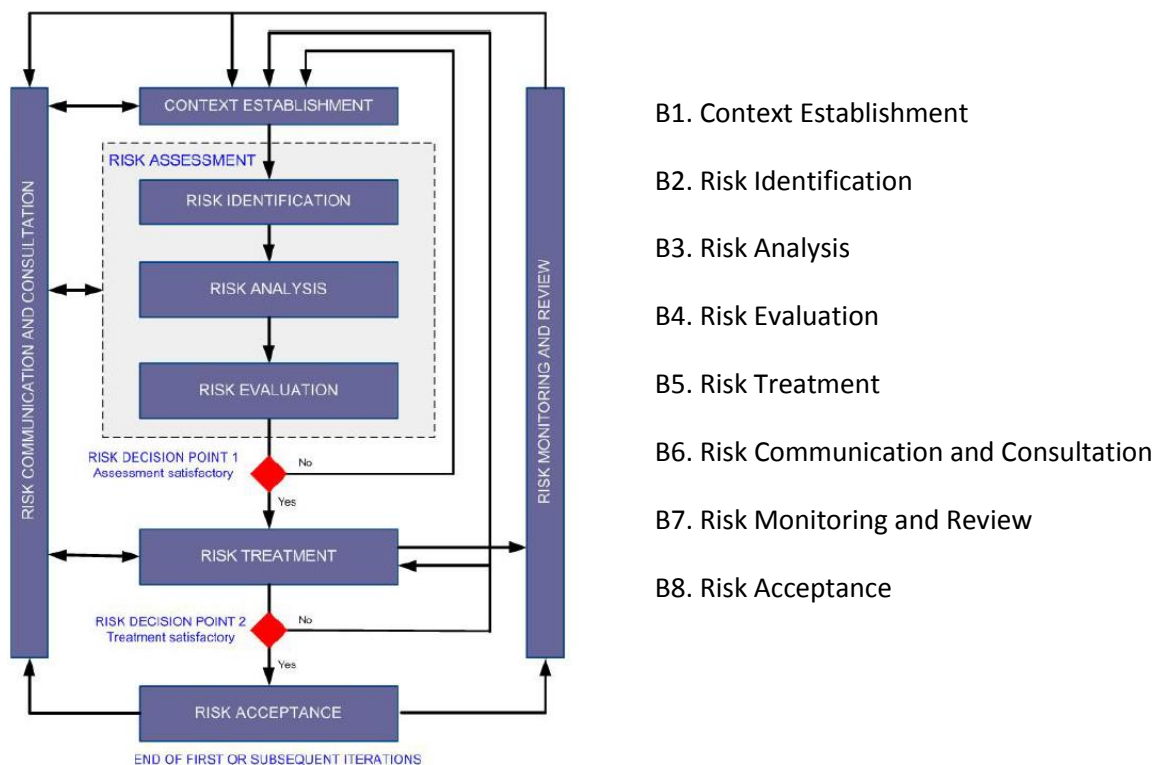 CONTEXT ESTABLISHMENT
RISK ASSESSMENT
RISK IDENTIFICATION
RISK ANALYSIS
RISK EVALUATION
RISK DECISION POINT 1
Assessment satisfactory
No
Yes
RISK TREATMENT
RISK DECISION POINT 2
Treatment satisfactory
No
Yes
RISK ACCEPTANCE
END OF FIRST OR SUBSEQUENT ITERATIONS
RISK COMMUNICATION AND CONSULTATION
RISK MONITORING AND REVIEW
B1. Context Establishment
B2. Risk Identification
B3. Risk Analysis
B4. Risk Evaluation
B5. Risk Treatment
B6. Risk Communication and Consultation
B7. Risk Monitoring and Review
B8. Risk Acceptance